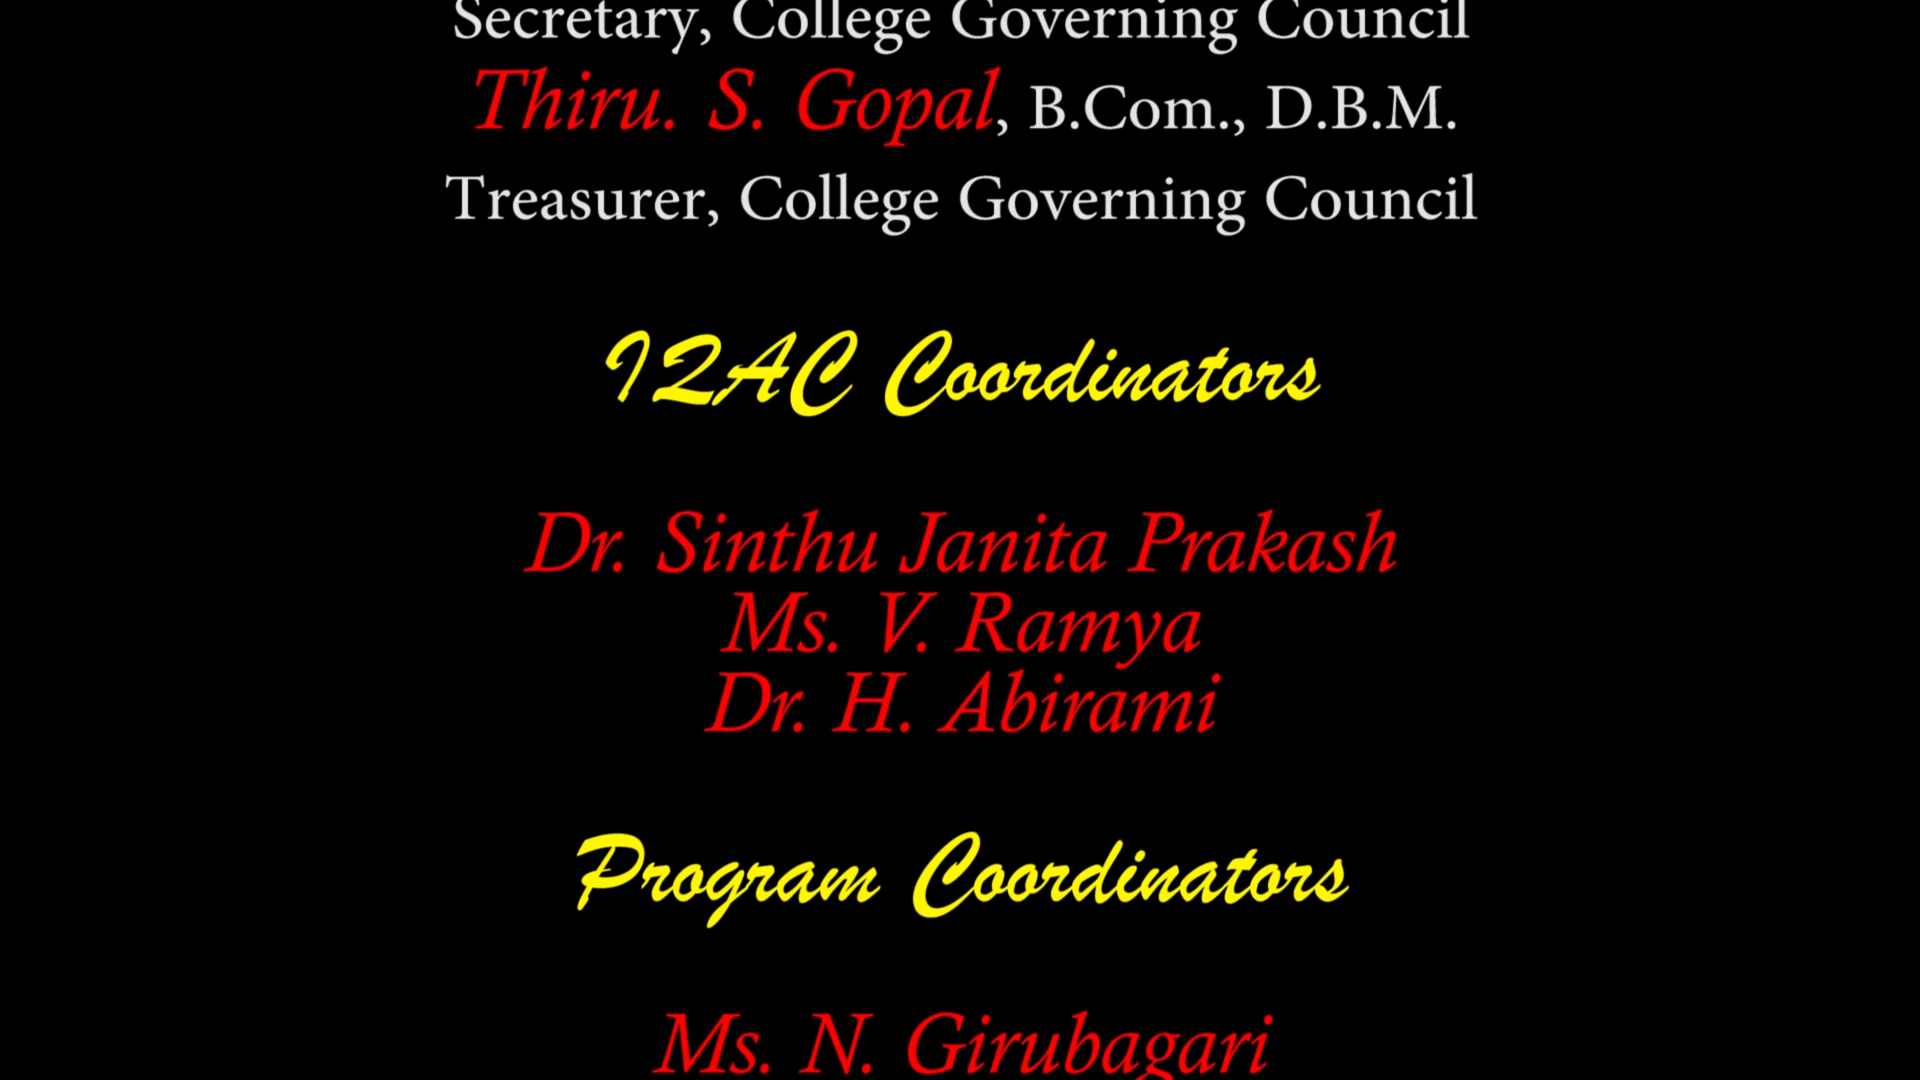 Secretary, College Governing Council
Thiru. S. Gopal, B.Com., D.B.M.
Treasurer, College Governing Council
IQAC Coordinators
Dr. Sinthu Janita Prakash
Ms. V. Ramya
Dr. H. Abirami
Program Coordinators
Ms. N. Girubagari